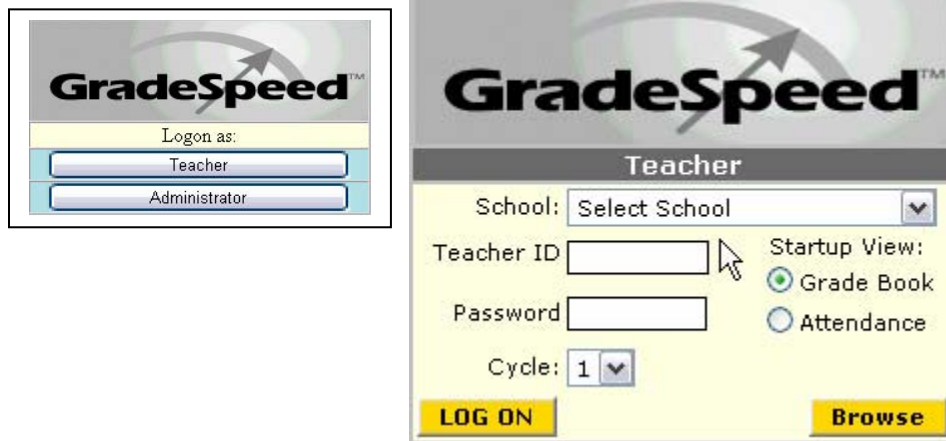 GradeSpeed™
Logon as:
Teacher
Administrator
GradeSpeed™
Teacher
School: Select School
Teacher ID
Startup View:
Grade Book
Password
Attendance
Cycle: 1
LOG ON
Browse